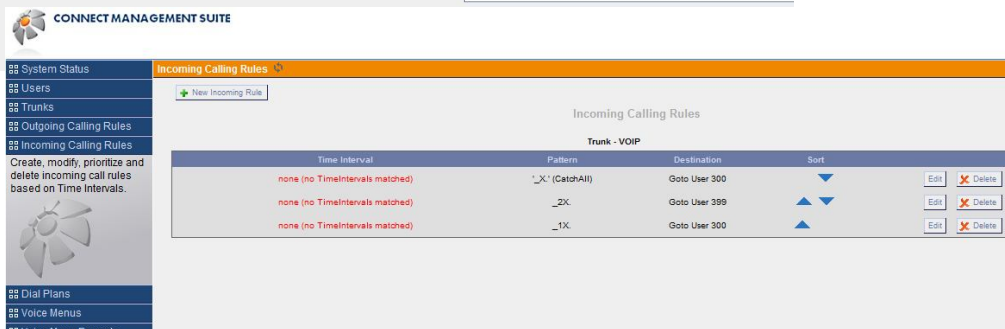 CONNECT MANAGEMENT SUITE
System Status
Incoming Calling Rules
Users
New Incoming Rule
Trunks
Incoming Calling Rules
Outgoing Calling Rules
Trunk - VOIP
Incoming Calling Rules
Create, modify, prioritize and
delete incoming call rules
based on Time Intervals.
Time Interval Pattern Destination Sort
none (no TimeIntervals matched) '_X.' (CatchAll) Goto User 300 Edit Delete
none (no TimeIntervals matched) _2X. Goto User 399 Edit Delete
none (no TimeIntervals matched) _1X. Goto User 300 Edit Delete
Dial Plans
Voice Menus